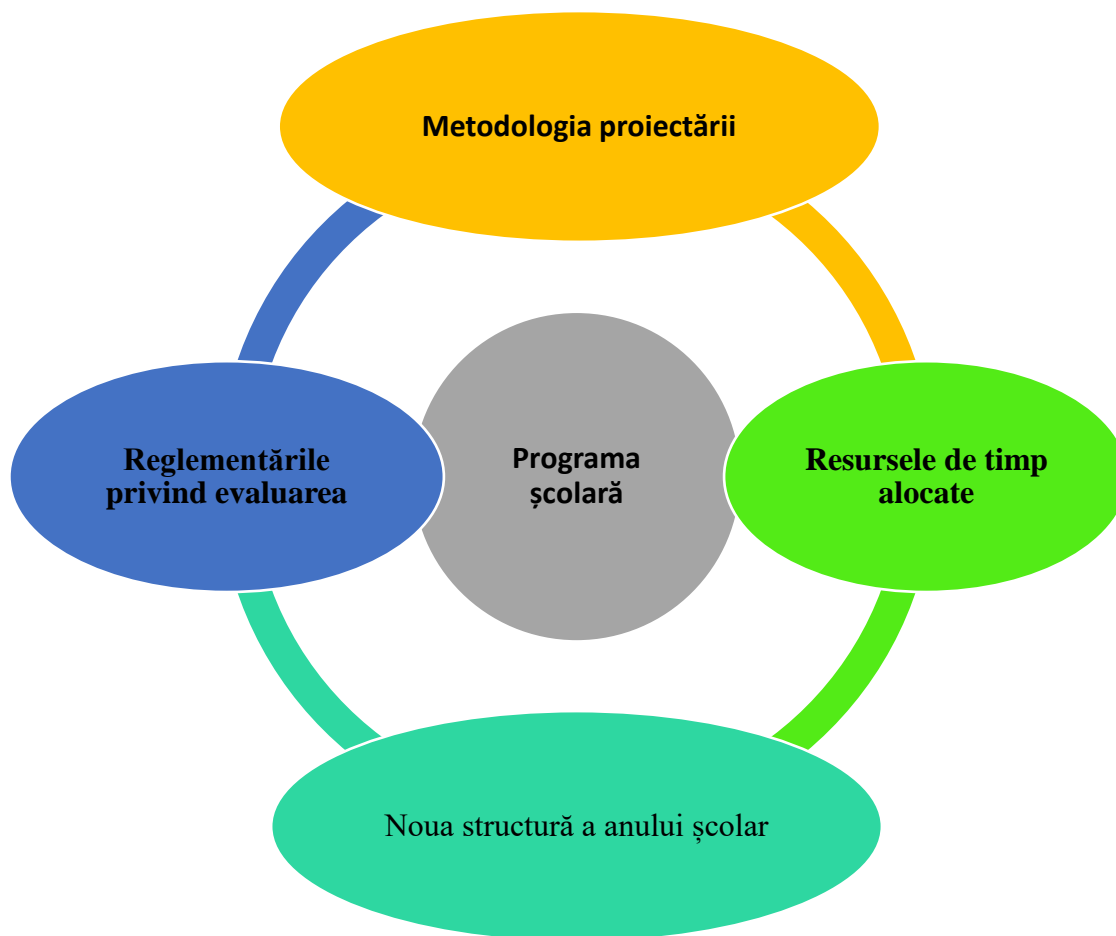 Metodologia proiectării
Reglementările
privind evaluarea
Programa
școlară
Resursele de timp
alocate
Noua structură a anului școlar